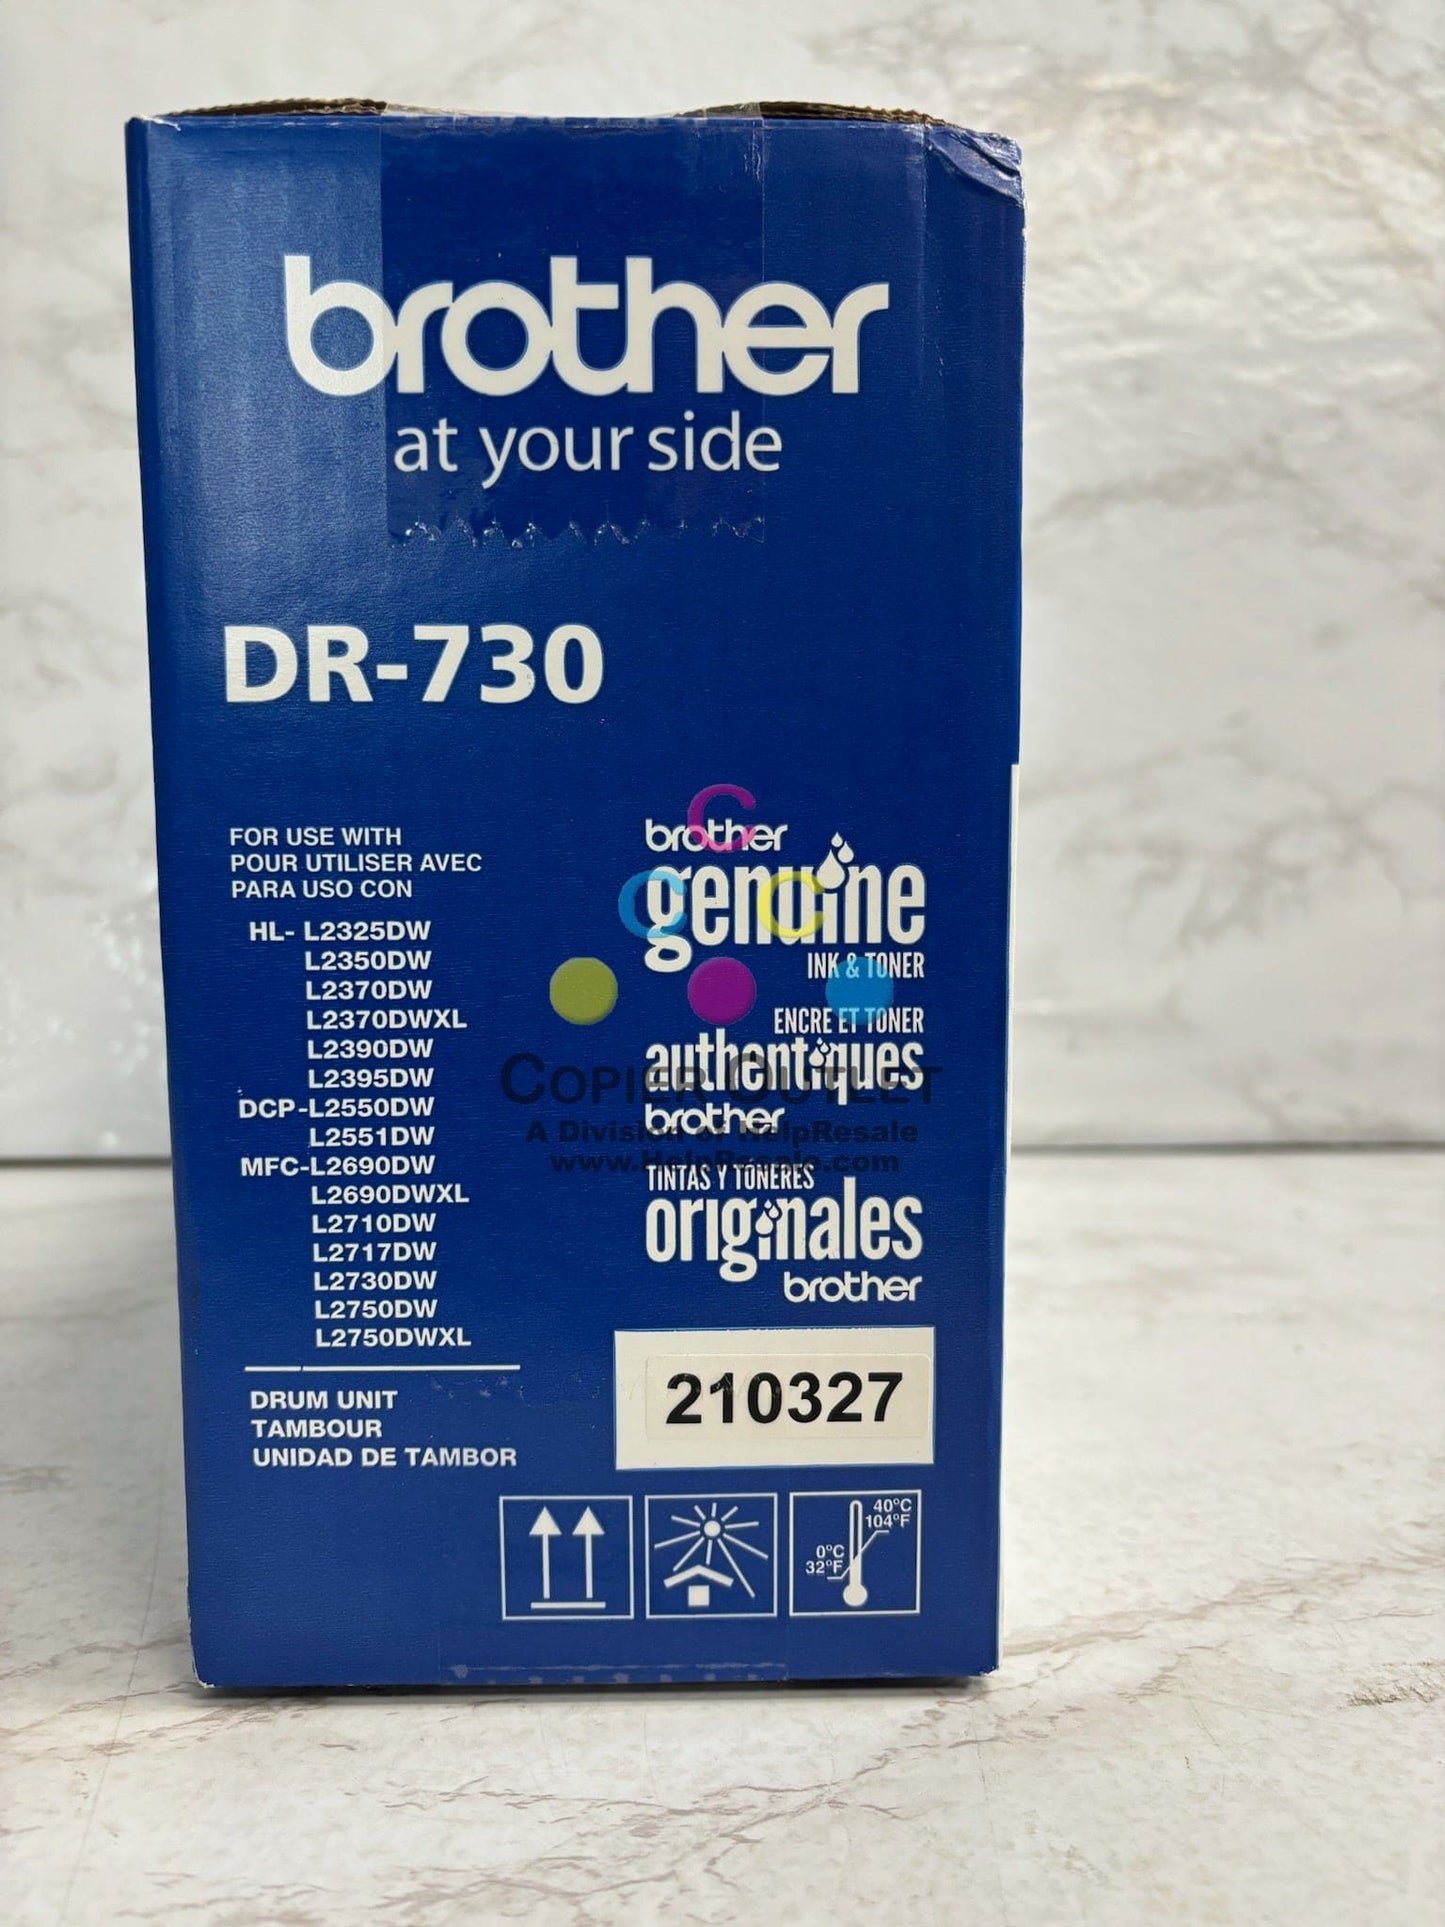 brother
at your side
DR-730
FOR USE WITH
POUR UTILISER AVEC
PARA USO CON
HL- L2325DW
L2350DW
L2370DW
L2370DWXL
L2390DW
L2395DW
DCP-L2550DW
L2551DW
MFC-L2690DW
L2690DWXL
L2710DW
L2717DW
L2730DW
L2750DW
L2750DWXL
DRUM UNIT
TAMBOUR
UNIDAD DE TAMBOR
brother
genuine
INK & TONER
ENCRE ET TONER
authentiques
brother
TINTAS Y TÓNERES
originales
brother
C
C C
COPIER OUTLET
A Division of HelpResale
www.HelpResale.com
210327
40°C
104°F
0°C
32°F